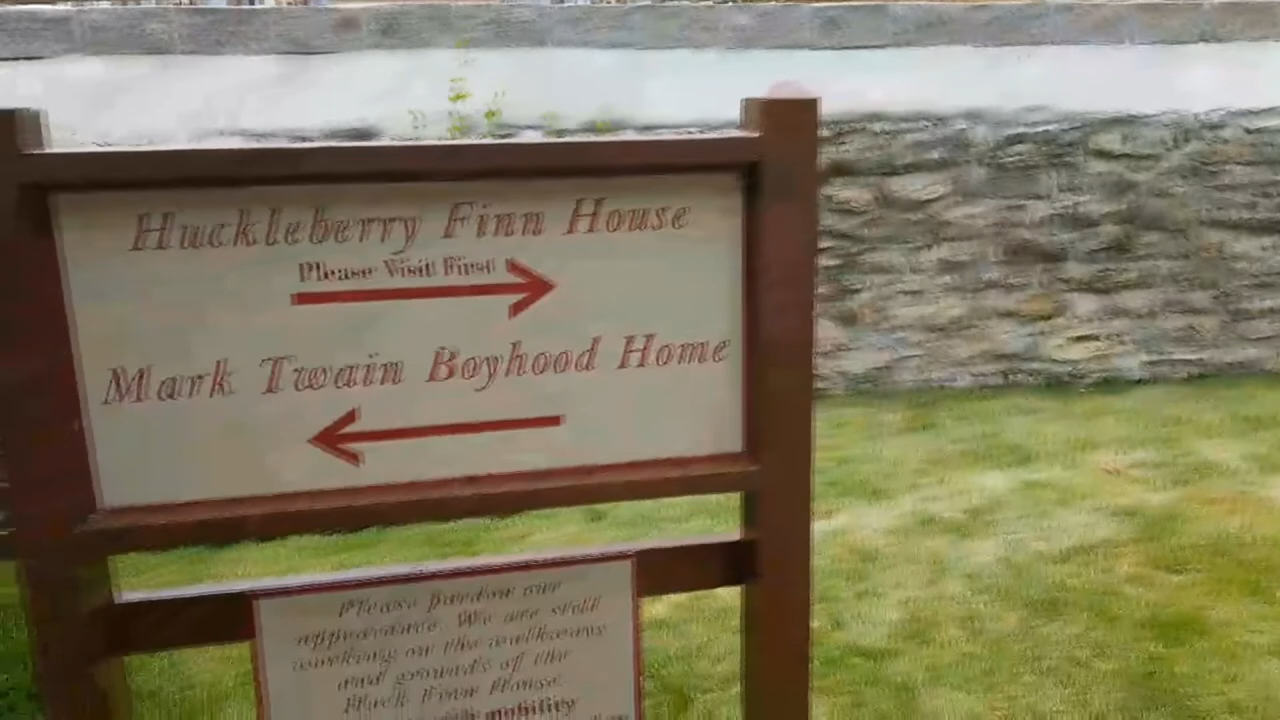 Huckleberry Finn House
Please Visit First
Mark Twain Boyhood Home
Please pardon our
appearance. We are still
working on the walkways
and grounds of the
Huck Finn House.
mobility